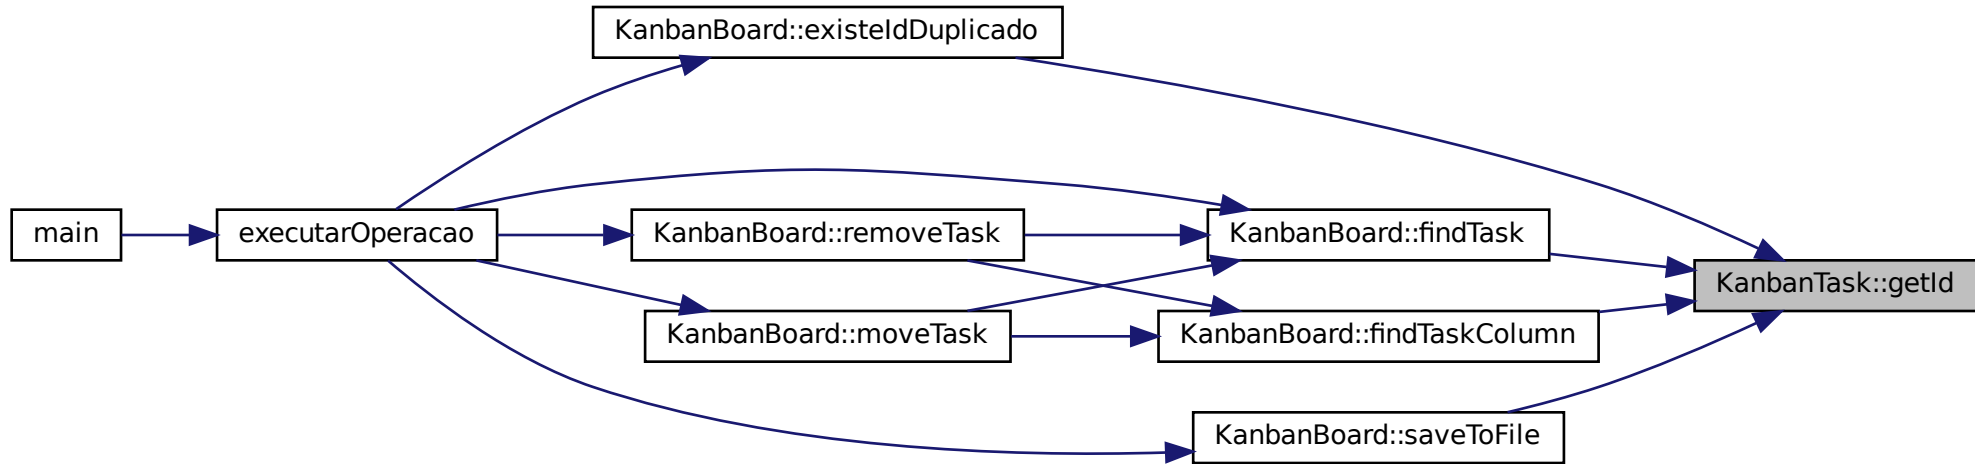 KanbanBoard::existeIdDuplicado
main
executarOperacao
KanbanBoard::removeTask
KanbanBoard::findTask
KanbanTask::getId
KanbanBoard::moveTask
KanbanBoard::findTaskColumn
KanbanBoard::saveToFile